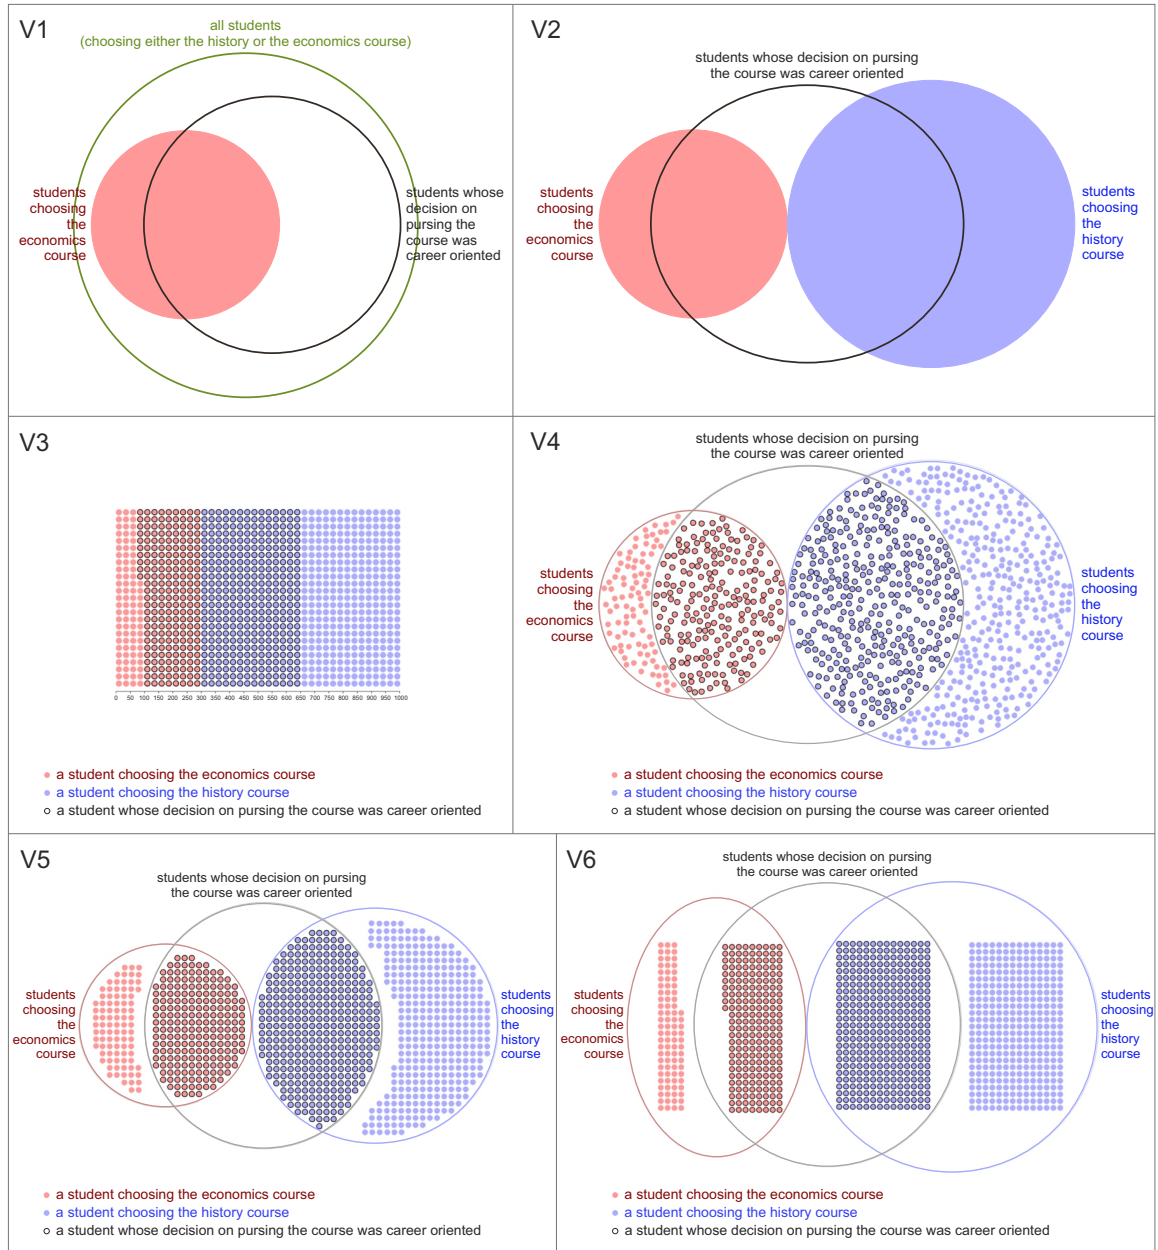 V1
all students
(choosing either the history or the economics course)
students
choosing
the
economics
course
students whose
decision on
pursing the
course was
career oriented
V2
students whose decision on pursing
the course was career oriented
students
choosing
the
economics
course
students
choosing
the
history
course
V3
0 50 100 150 200 250 300 350 400 450 500 550 600 650 700 750 800 850 900 950 1000
a student choosing the economics course
a student choosing the history course
a student whose decision on pursing the course was career oriented
V4
students whose decision on pursing
the course was career oriented
students
choosing
the
economics
course
students
choosing
the
history
course
a student choosing the economics course
a student choosing the history course
a student whose decision on pursing the course was career oriented
V5
students whose decision on pursing
the course was career oriented
students
choosing
the
economics
course
students
choosing
the
history
course
a student choosing the economics course
a student choosing the history course
a student whose decision on pursing the course was career oriented
V6
students whose decision on pursing
the course was career oriented
students
choosing
the
economics
course
students
choosing
the
history
course
a student choosing the economics course
a student choosing the history course
a student whose decision on pursing the course was career oriented